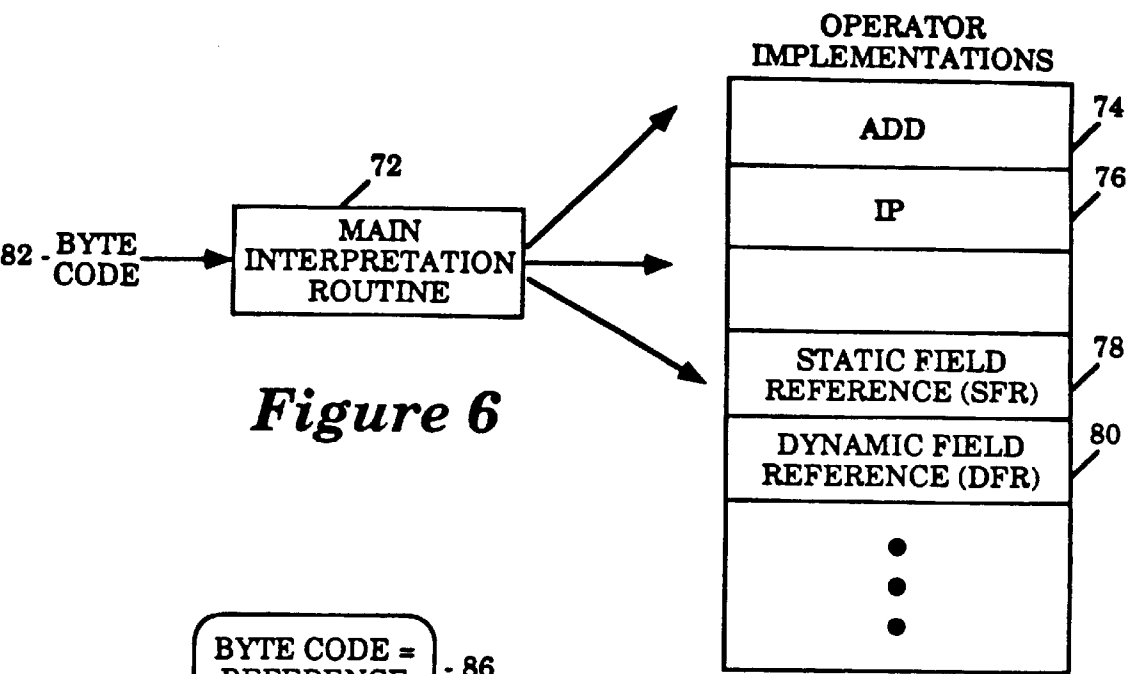 OPERATOR
IMPLEMENTATIONS
ADD
74
IP
76
72
MAIN
INTERPRETATION
ROUTINE
82 - BYTE
CODE
STATIC FIELD
REFERENCE (SFR)
78
DYNAMIC FIELD
REFERENCE (DFR)
80
Figure 6
BYTE CODE =
REFERENCE
- 86